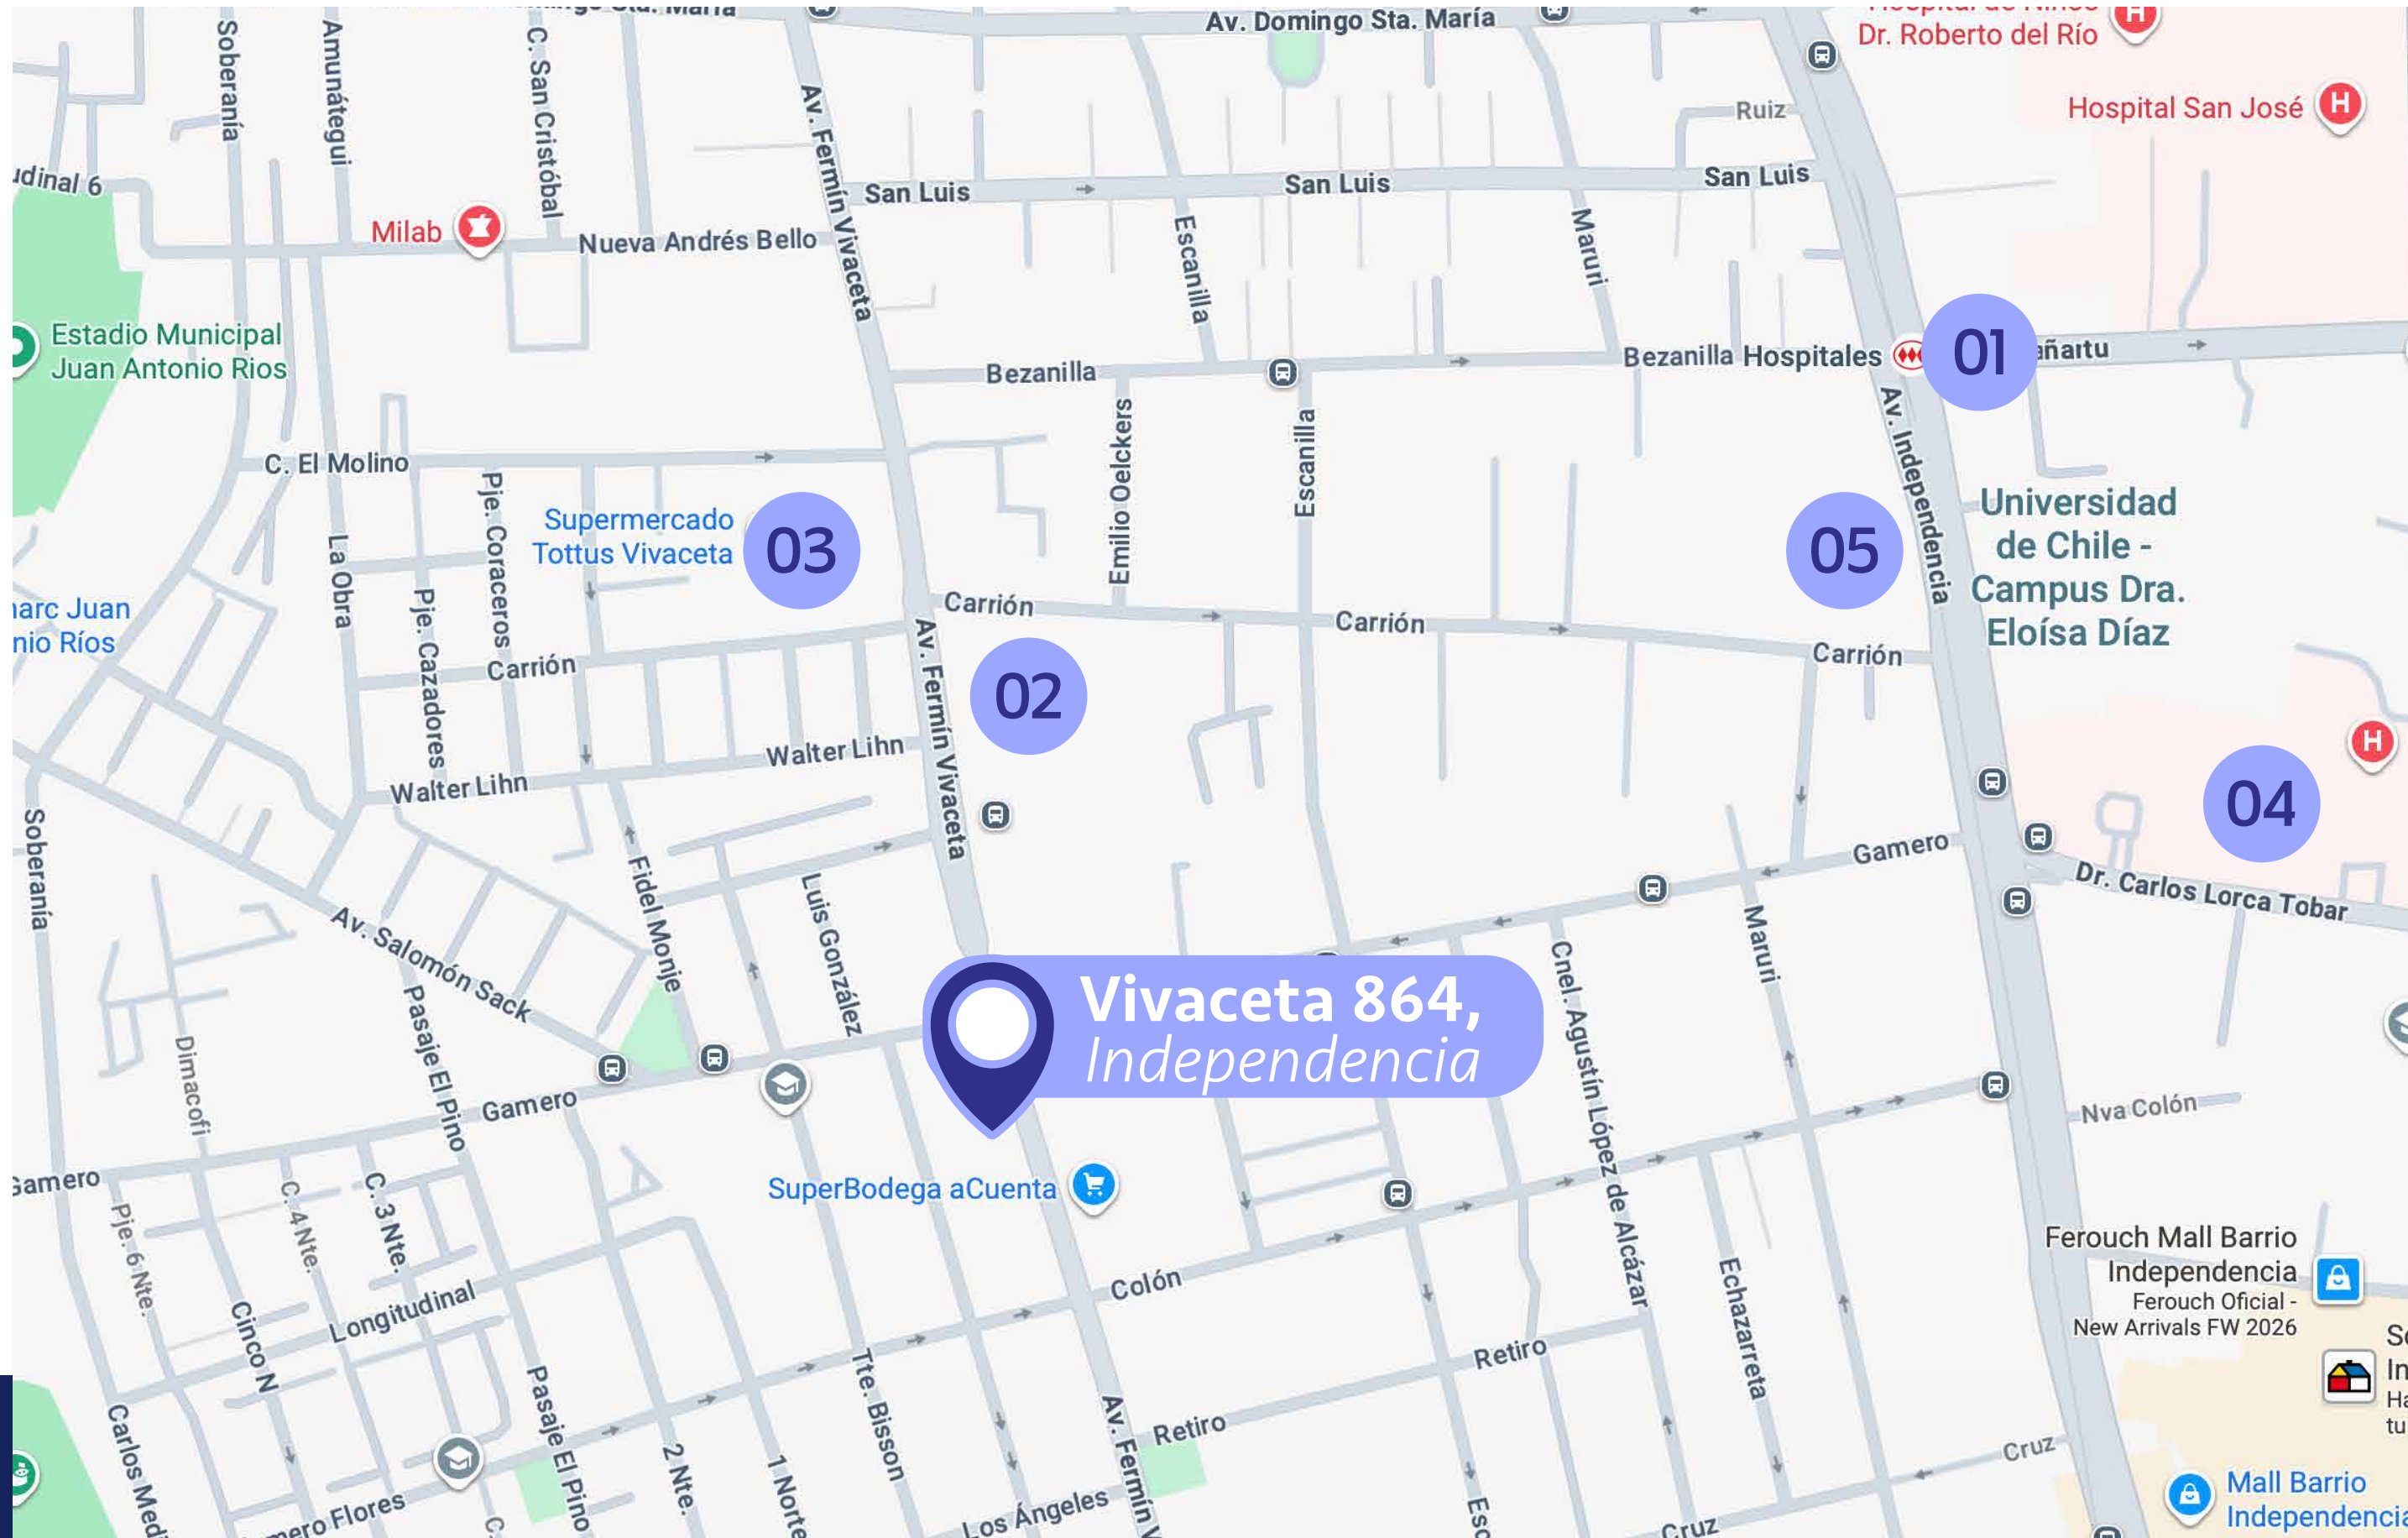 Av. Domingo Sta. María
Dr. Roberto del Río
Hospital San José
Soberanía
Amunátegui
C. San Cristóbal
Av. Fermín Vivaceta
Ruiz
San Luis
San Luis
San Luis
Milab
Nueva Andrés Bello
Escanilla
Maruri
Estadio Municipal
Juan Antonio Rios
Bezanilla
Bezanilla
Hospitales
01
Av. Independencia
C. El Molino
Emilio Oelckers
Escanilla
Pje. Coraceros
Supermercado
Tottus Vivaceta
03
05
Universidad
de Chile -
Campus Dra.
Eloísa Díaz
La Obra
Pje. Cazadores
Juan
Ríos
Carrión
Carrión
Carrión
Carrión
02
Av. Fermín Vivaceta
Walter Lihn
Walter Lihn
H
04
Soberanía
Gamero
Dr. Carlos Lorca Tobar
Fidel Monje
Luis González
Av. Salomón Sack
Maruri
Cnel. Agustín López de Alcázar
Vivaceta 864,
Independencia
Dimacofi
Pasaje El Pino
Gamero
Nva Colón
Gamero
SuperBodega aCuenta
Pje. 6 Nte.
C. 4 Nte.
C. 3 Nte.
Colón
Ferouch Mall Barrio
Independencia
Ferouch Oficial -
New Arrivals FW 2026
Longitudinal
Cinco N
Echazarreta
Retiro
Tte. Bisson
Pasaje El Pino
Carlos Med
Av. Fermín V
Retiro
2 Nte.
1 Norte
Cruz
Mall Barrio
Independencia
Flores
Los Ángeles
Esc
Cruz